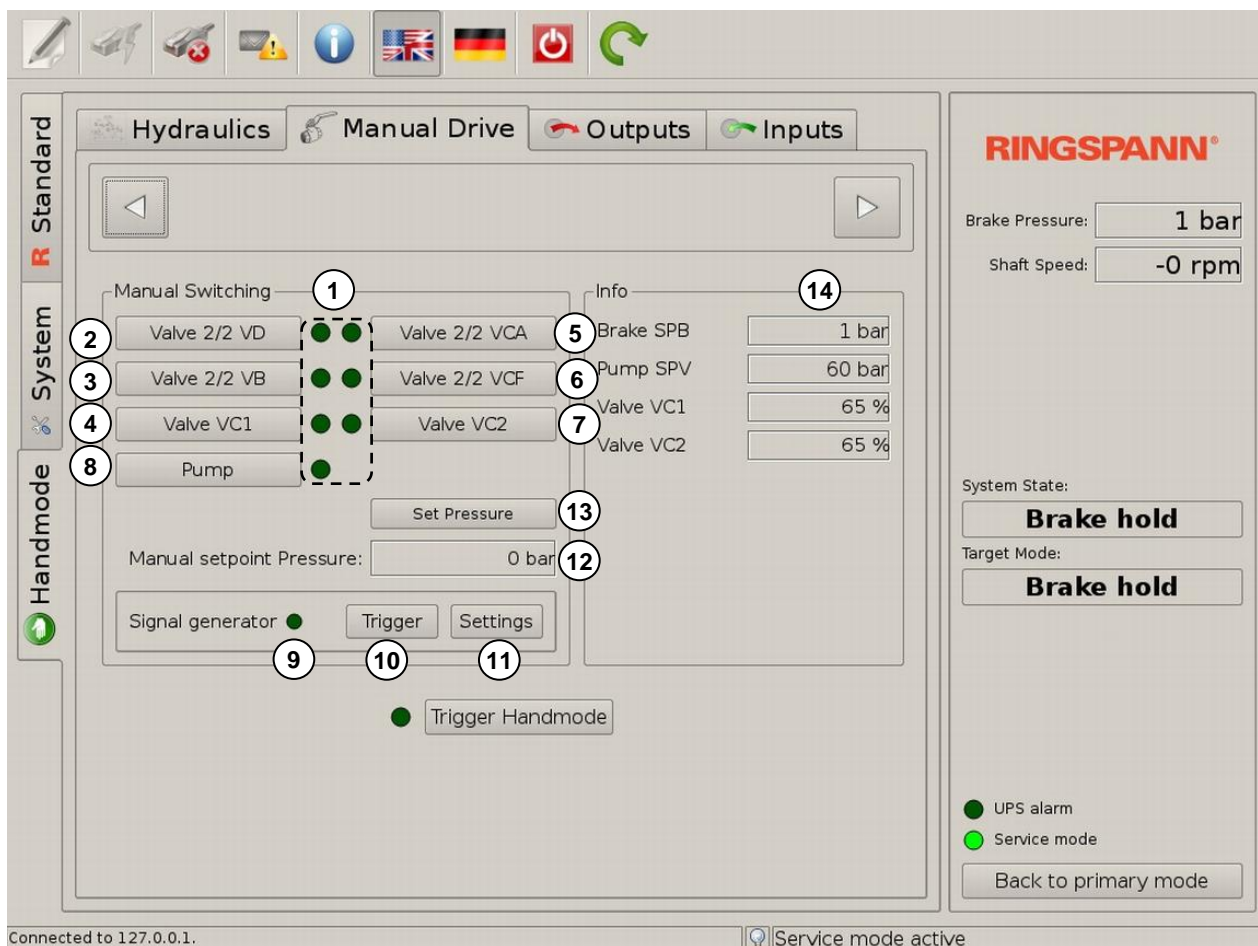 Standard
R
System
Handmode
Hydraulics
Manual Drive
Outputs
Inputs
Manual Switching
1
2
Valve 2/2 VD
Valve 2/2 VCA
5
3
Valve 2/2 VB
Valve 2/2 VCF
6
4
Valve VC1
Valve VC2
7
8
Pump
Set Pressure
13
Manual setpoint Pressure:
0 bar
12
Signal generator
Trigger
Settings
9
10
11
Trigger Handmode
Info
14
Brake SPB
1 bar
Pump SPV
60 bar
Valve VC1
65 %
Valve VC2
65 %
RINGSPANN®
Brake Pressure:
1 bar
Shaft Speed:
-0 rpm
System State:
Brake hold
Target Mode:
Brake hold
UPS alarm
Service mode
Back to primary mode
Connected to 127.0.0.1.
Service mode active